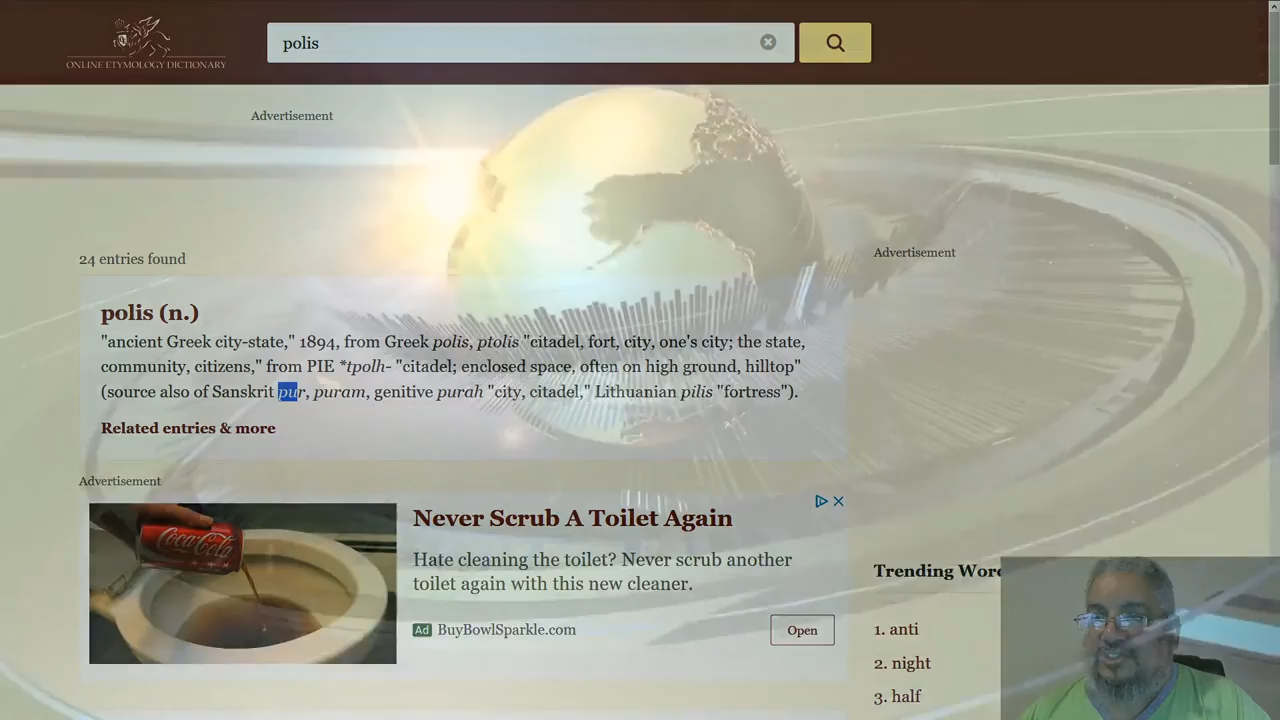 ONLINE ETYMOLOGY DICTIONARY
polis
Advertisement
24 entries found
Advertisement
polis (n.)
"ancient Greek city-state," 1894, from Greek polis, ptolis "citadel, fort, city, one's city; the state,
community, citizens," from PIE *tpolh- "citadel; enclosed space, often on high ground, hilltop"
(source also of Sanskrit pur, puram, genitive purah "city, citadel," Lithuanian pilis "fortress").
Related entries & more
Advertisement
Coca-Cola
Never Scrub A Toilet Again
Hate cleaning the toilet? Never scrub another
toilet again with this new cleaner.
Ad BuyBowlSparkle.com
Open
Trending Word
1. anti
2. night
3. half